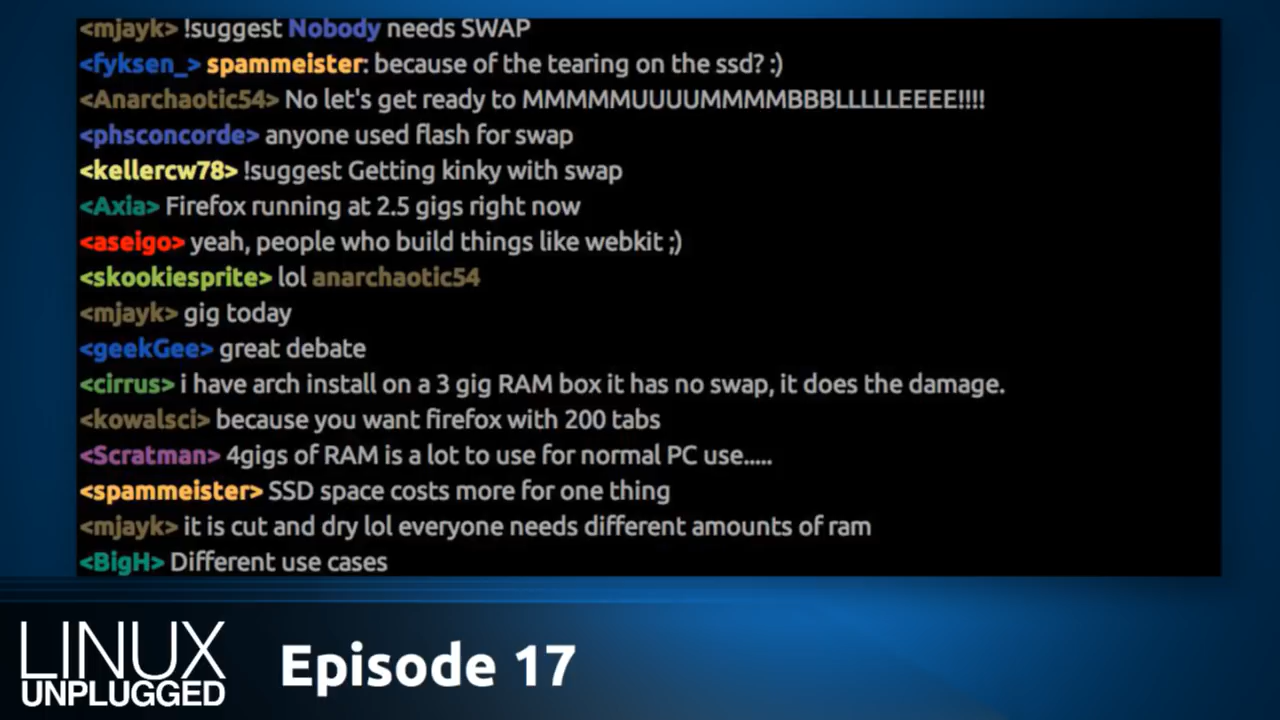 <mjayk> !suggest Nobody needs SWAP
<fyksen_> spammeister: because of the tearing on the ssd? :)
<Anarchaotic54> No let's get ready to MMMMMUUUUMMMMBBBLLLLLEEEE!!!!
<phsconcorde> anyone used flash for swap
<kellercw78> !suggest Getting kinky with swap
<Axia> Firefox running at 2.5 gigs right now
<aseigo> yeah, people who build things like webkit ;)
<skookiesprite> lol anarchaotic54
<mjayk> gig today
<geekGee> great debate
<cirrus> i have arch install on a 3 gig RAM box it has no swap, it does the damage.
<kowalsci> because you want firefox with 200 tabs
<Scratman> 4gigs of RAM is a lot to use for normal PC use.....
<spammeister> SSD space costs more for one thing
<mjayk> it is cut and dry lol everyone needs different amounts of ram
<BigH> Different use cases
LINUX
UNPLUGGED
Episode 17